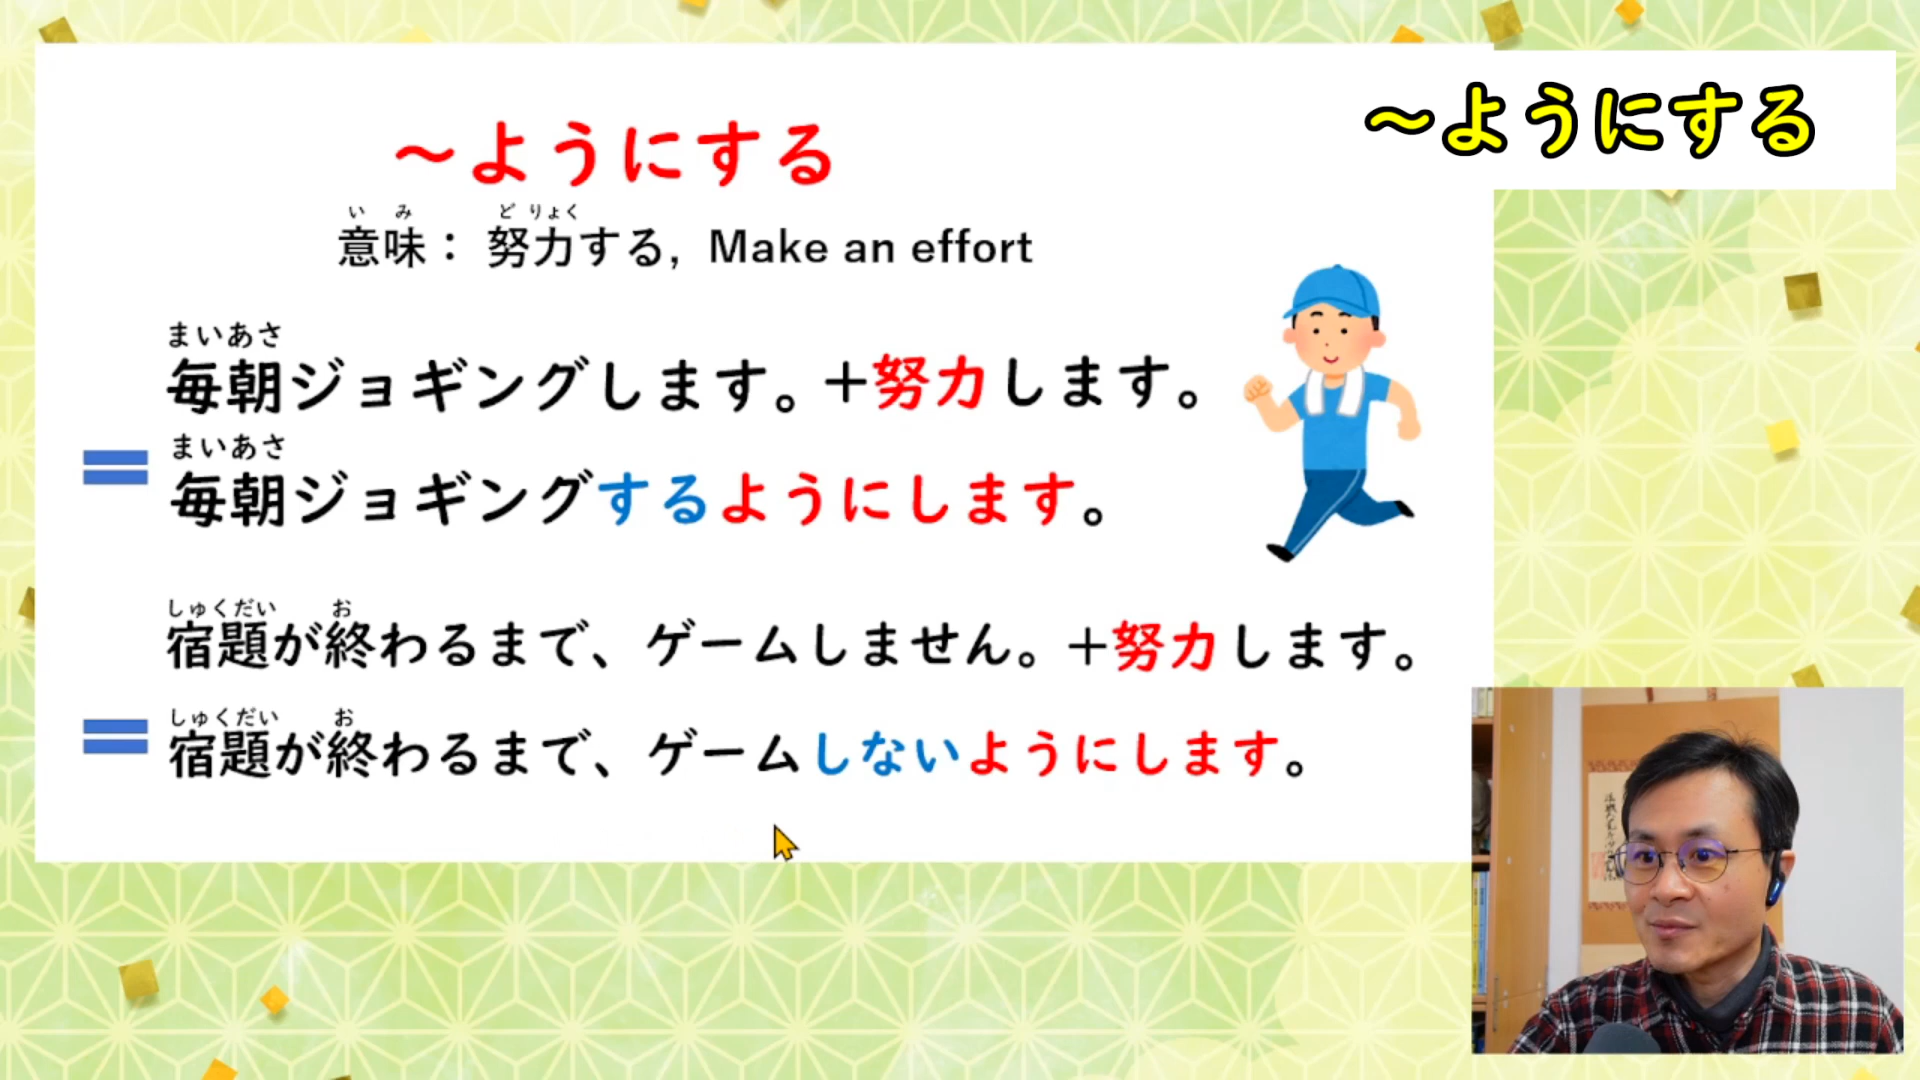 ～ようにする
～ようにする
い み ど りょく
意味： 努力する, Make an effort
まいあさ
毎朝ジョギングします。+努力します。
まいあさ
= 毎朝ジョギングするようにします。
しゅくだい お
宿題が終わるまで、ゲームしません。+努力します。
しゅくだい お
= 宿題が終わるまで、ゲームしないようにします。